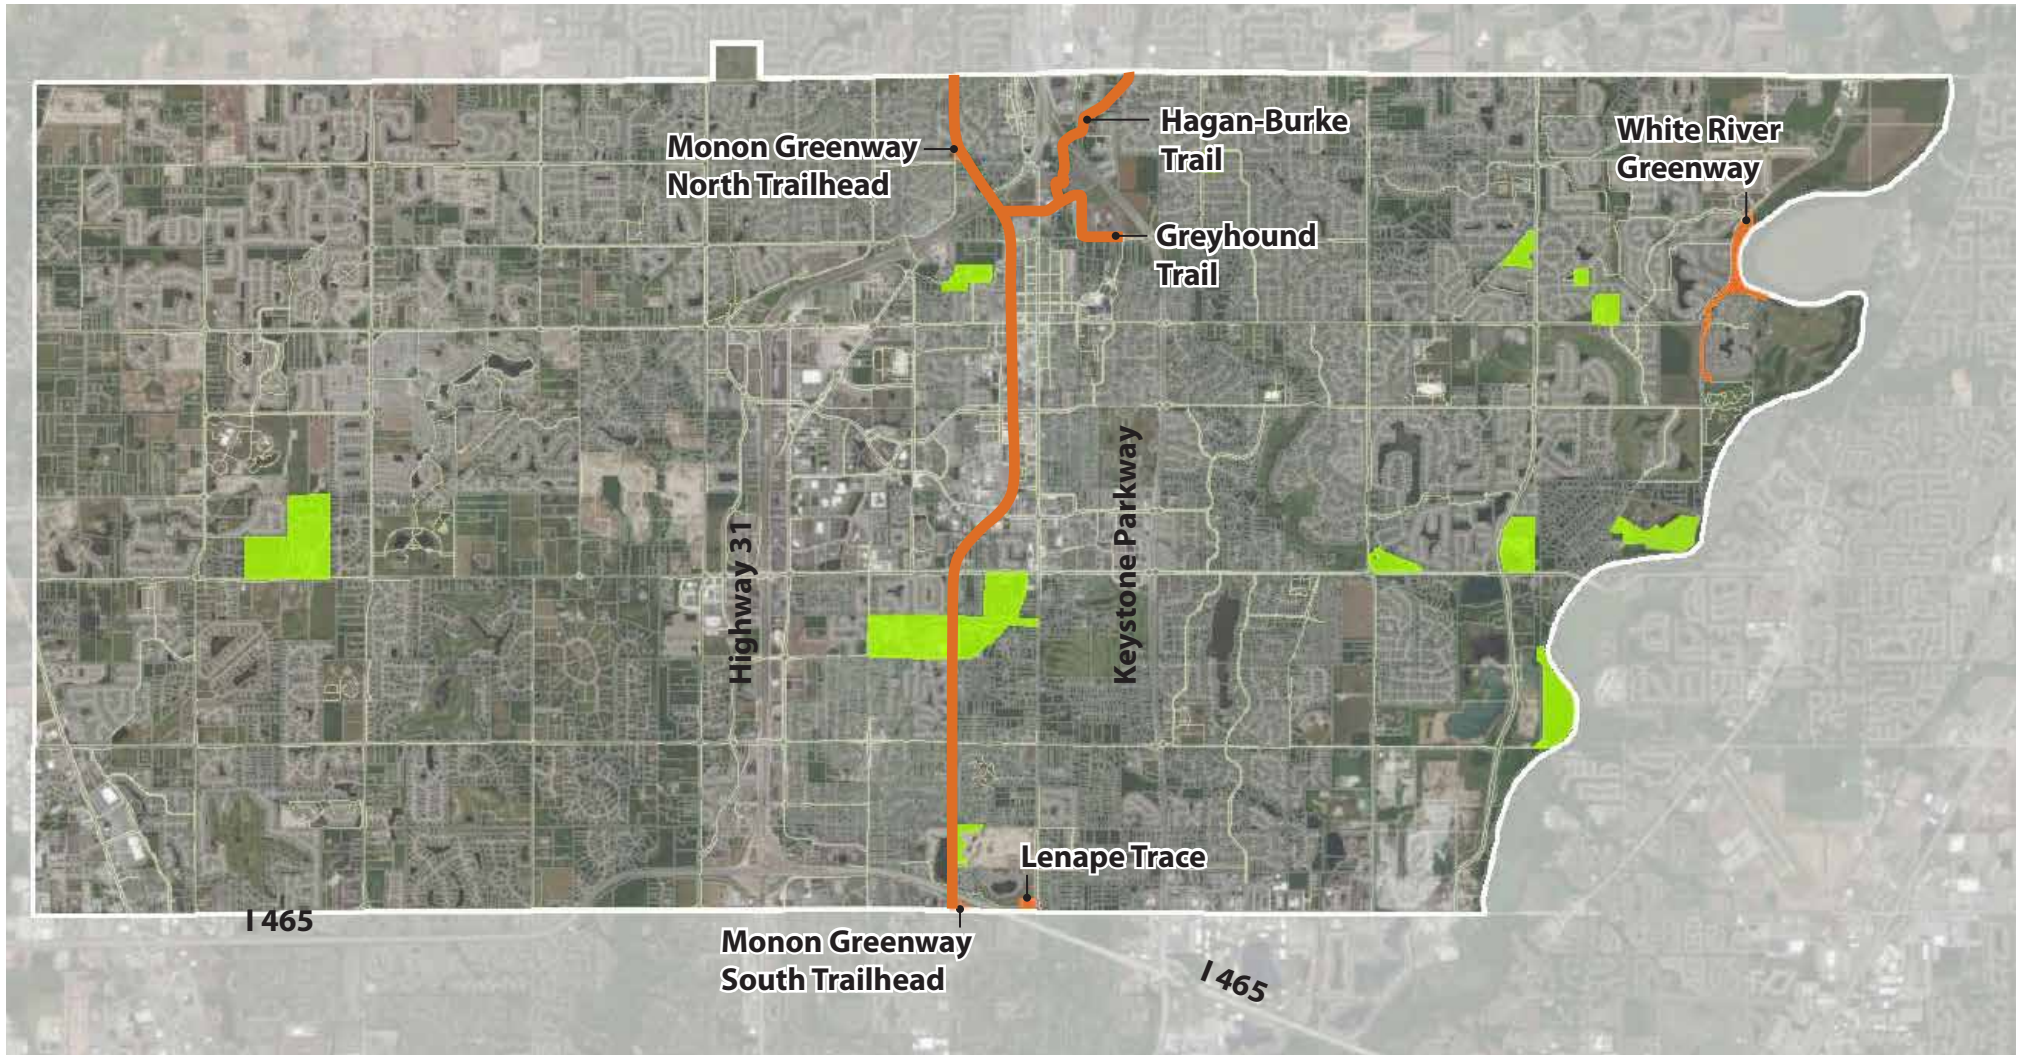 Hagan-Burke
Trail
White River
Greenway
Monon Greenway
North Trailhead
Greyhound
Trail
Keystone Parkway
Highway 31
Lenape Trace
I 465
Monon Greenway
South Trailhead
I 465